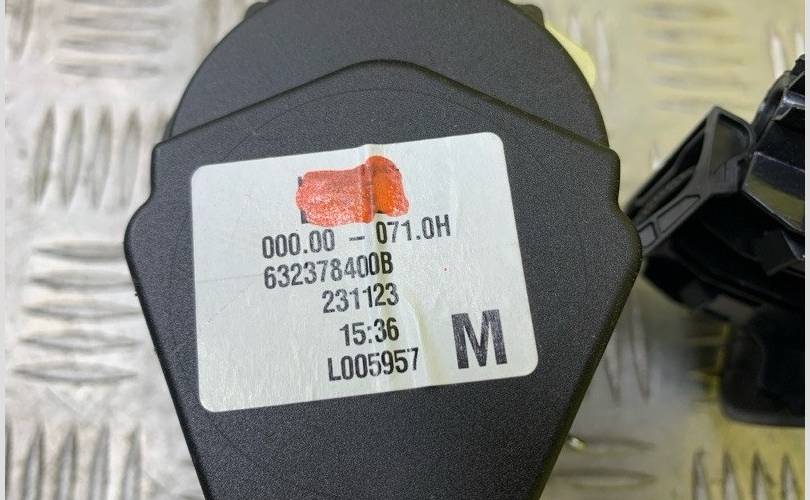 000.00 - 071.0H
632378400B
231123
15:36
M
L005957